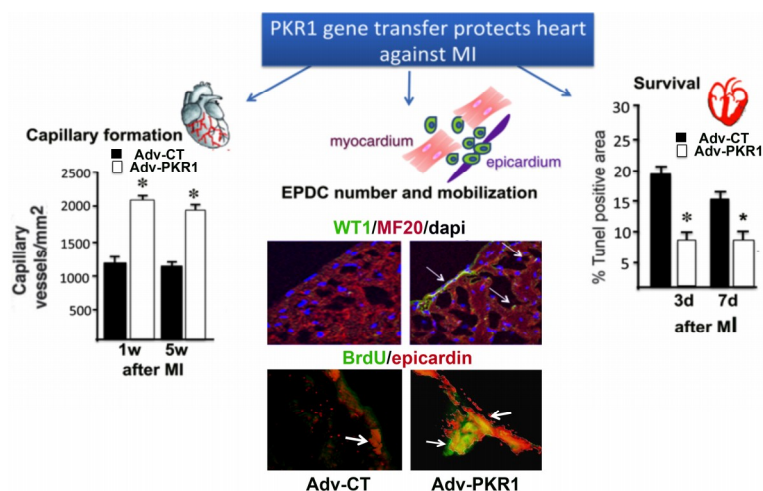 PKR1 gene transfer protects heart
against MI
Capillary formation
Adv-CT
Adv-PKR1
2500
2000
1500
1000
500
Capillary
vessels/mm2
*
*
1w
5w
after MI
myocardium
epicardium
EPDC number and mobilization
WT1/MF20/dapi
BrdU/epicardin
Adv-CT
Adv-PKR1
Survival
30
25
20
15
10
5
% Tunel positive area
Adv-CT
Adv-PKR1
*
*
3d
7d
after MI